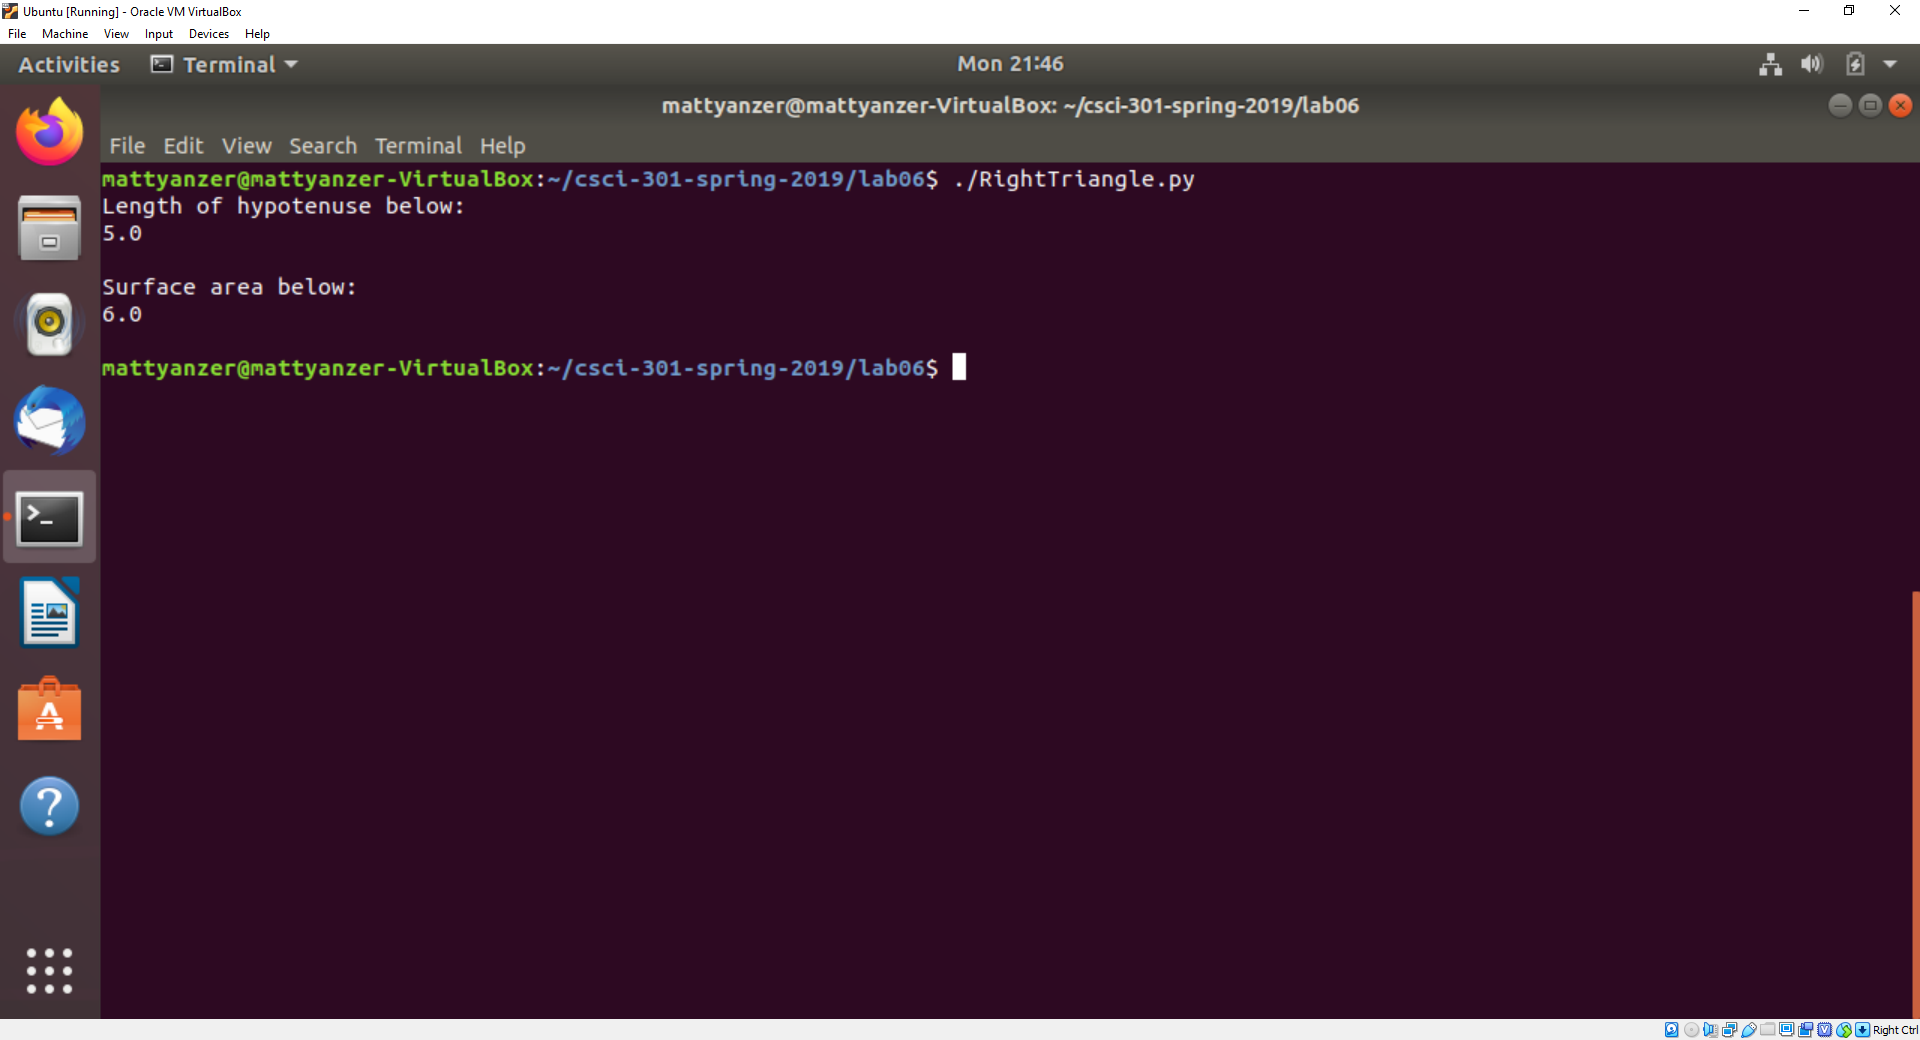 Ubuntu [Running] - Oracle VM VirtualBox
File Machine View Input Devices Help
Activities Terminal Mon 21:46
mattyanzer@mattyanzer-VirtualBox: ~/csci-301-spring-2019/lab06
File Edit View Search Terminal Help
mattyanzer@mattyanzer-VirtualBox:~/csci-301-spring-2019/lab06$ ./RightTriangle.py
Length of hypotenuse below:
5.0
Surface area below:
6.0
mattyanzer@mattyanzer-VirtualBox:~/csci-301-spring-2019/lab06$
Right Ctrl